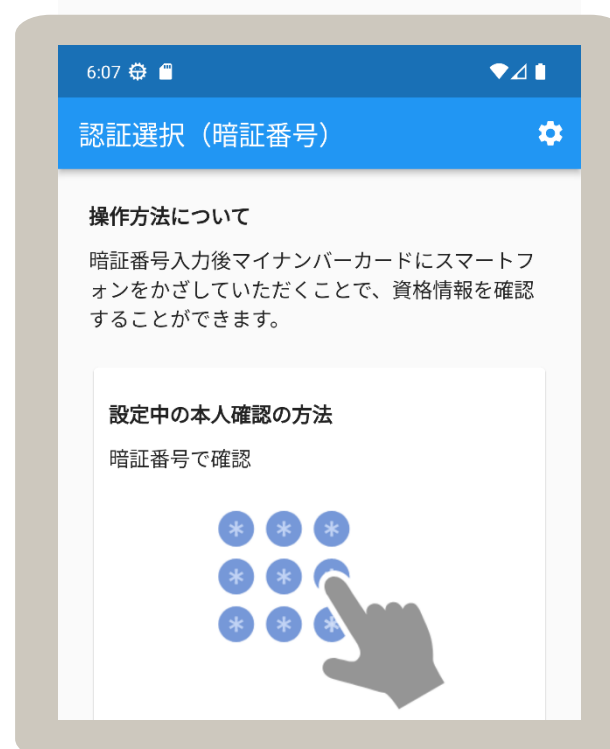 6:07
認証選択（暗証番号）
操作方法について
暗証番号入力後マイナンバーカードにスマートフ
ォンをかざしていただくことで、資格情報を確認
することができます。
設定中の本人確認の方法
暗証番号で確認